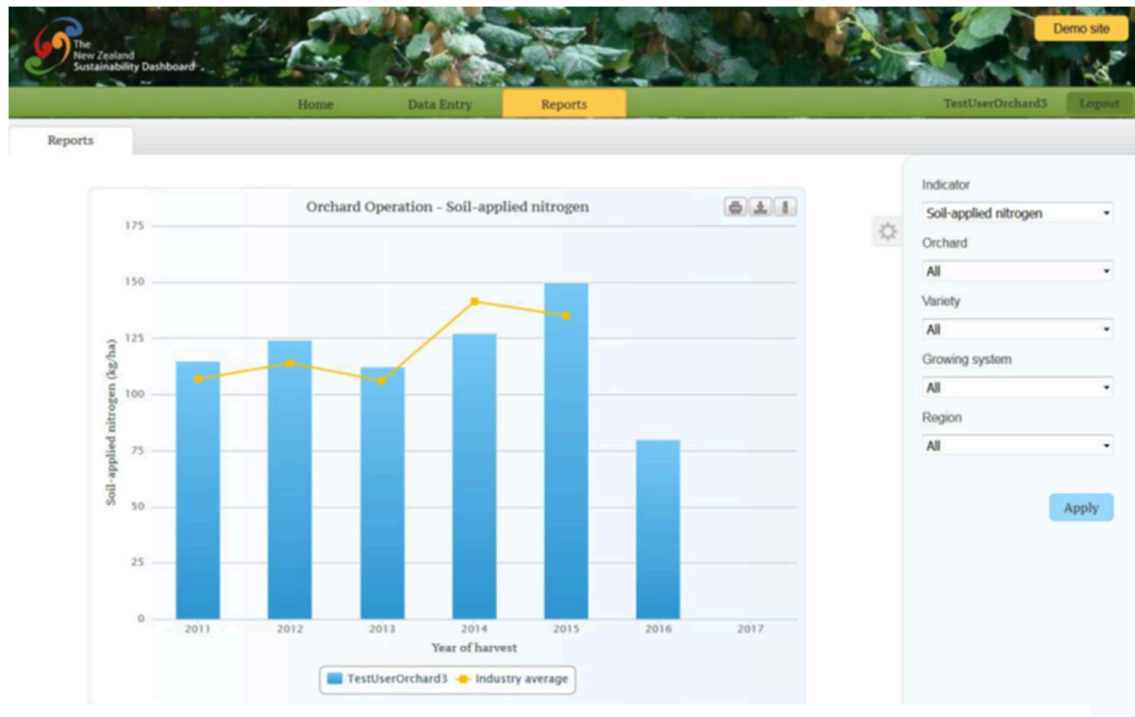 The
New Zealand
Sustainability Dashboard
Demo site
Home Data Entry Reports TestUserOrchard3 Logout
Reports
Orchard Operation - Soil-applied nitrogen
175
150
125
100
75
50
25
0
Soil-applied nitrogen (kg/ha)
2011 2012 2013 2014 2015 2016 2017
Year of harvest
TestUserOrchard3 Industry average
Indicator
Soil-applied nitrogen
Orchard
All
Variety
All
Growing system
All
Region
All
Apply